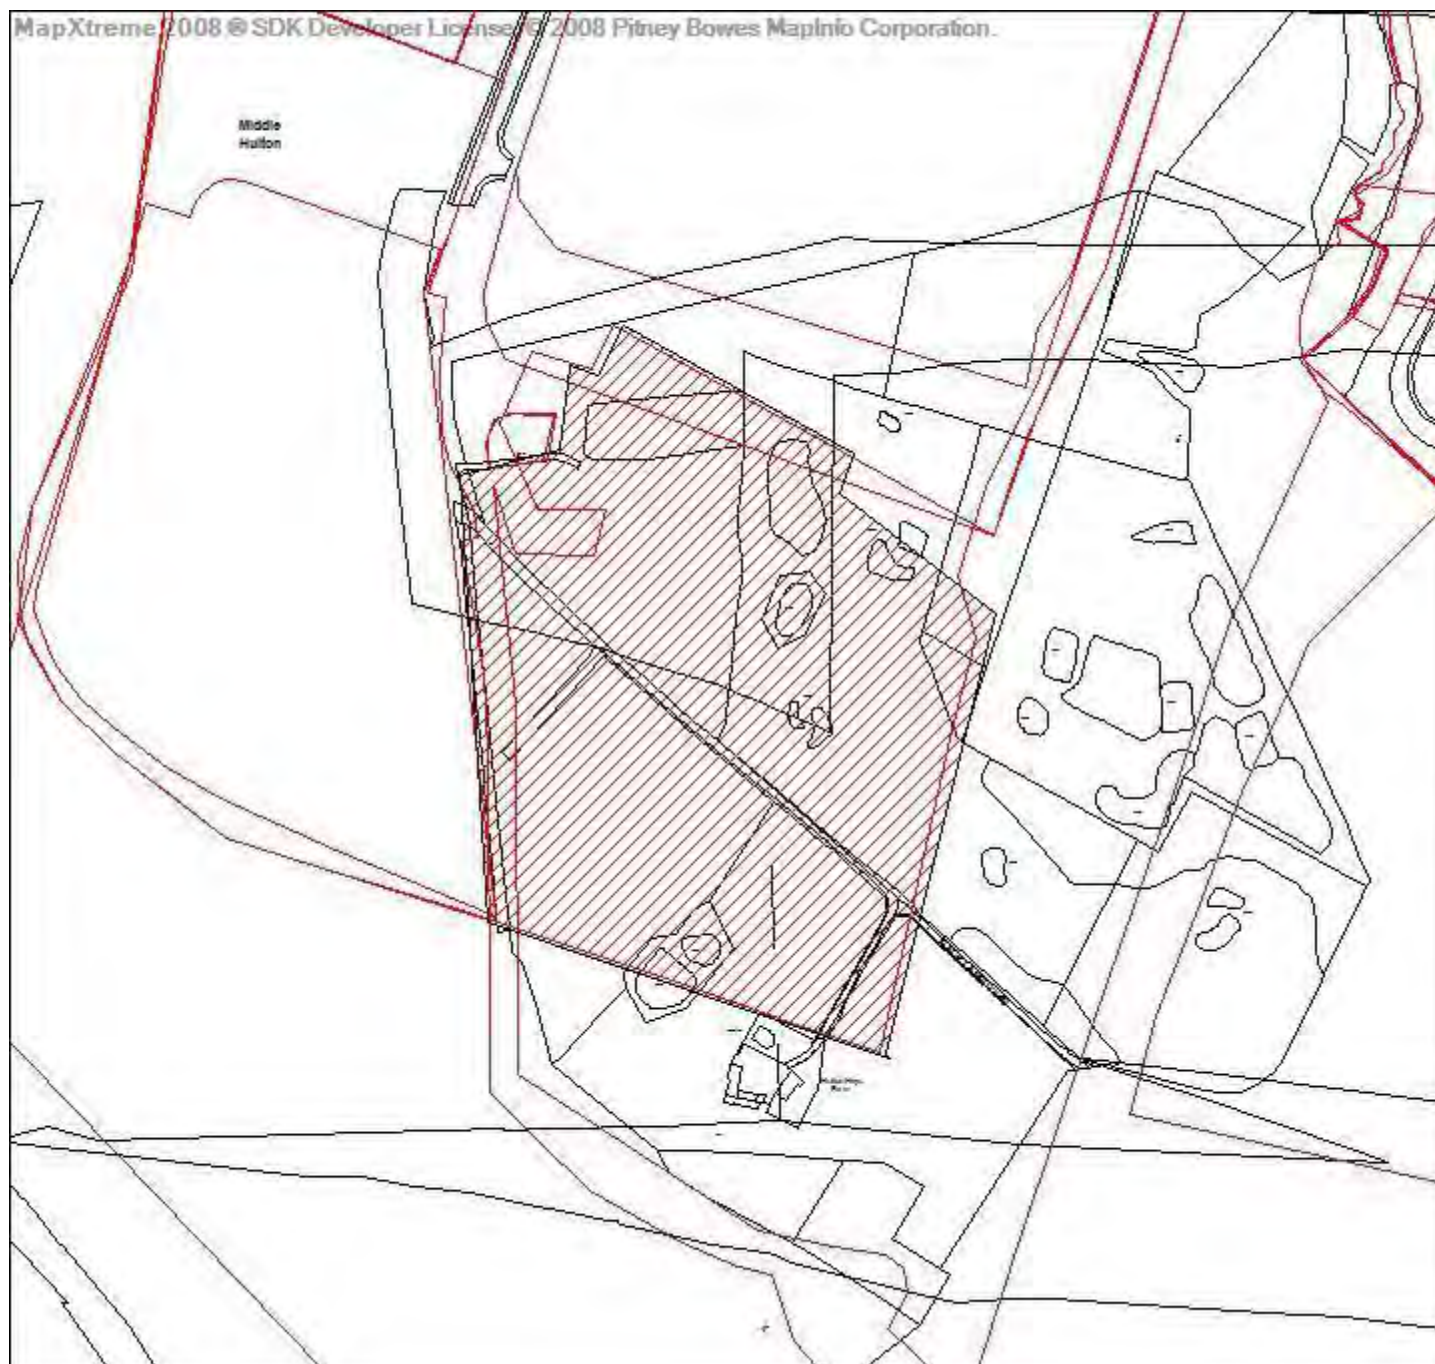 MapXtreme 2008 ® SDK Developer License © 2008 Pitney Bowes MapInfo Corporation.
Middle
Hulton